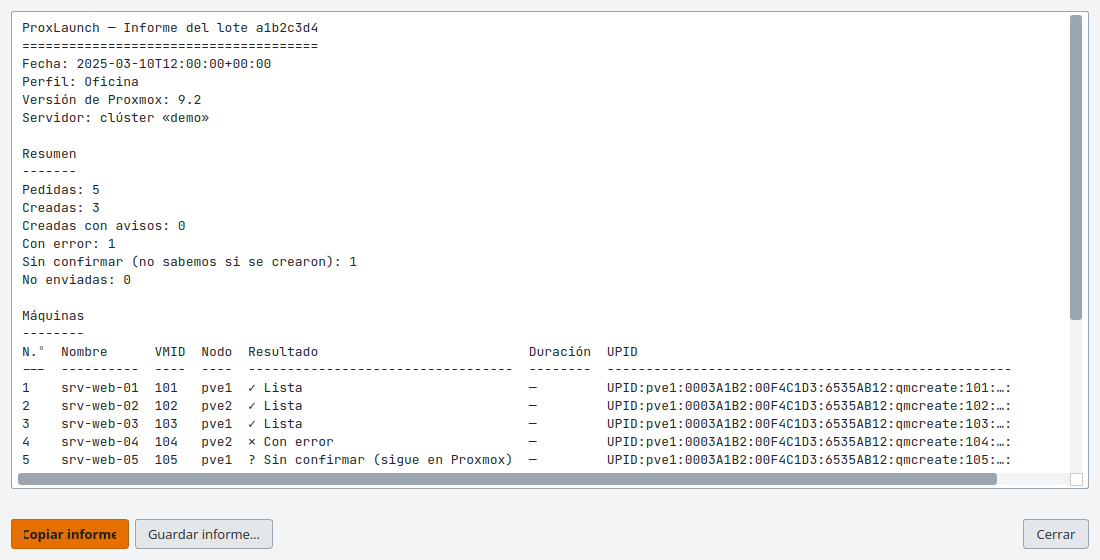 ProxLaunch — Informe del lote a1b2c3d4
======================================
Fecha: 2025-03-10T12:00:00+00:00
Perfil: Oficina
Versión de Proxmox: 9.2
Servidor: clúster «demo»
Resumen
-------
Pedidas: 5
Creadas: 3
Creadas con avisos: 0
Con error: 1
Sin confirmar (no sabemos si se crearon): 1
No enviadas: 0
Máquinas
--------
N.° Nombre VMID Nodo Resultado Duración UPID
--- ---------- ---- ---- ---------------------------------- -------- ----------------------------------------------------
1 srv-web-01 101 pve1 ✓ Lista — UPID:pve1:0003A1B2:00F4C1D3:6535AB12:qmcreate:101:…:
2 srv-web-02 102 pve2 ✓ Lista — UPID:pve1:0003A1B2:00F4C1D3:6535AB12:qmcreate:102:…:
3 srv-web-03 103 pve1 ✓ Lista — UPID:pve1:0003A1B2:00F4C1D3:6535AB12:qmcreate:103:…:
4 srv-web-04 104 pve2 × Con error — UPID:pve1:0003A1B2:00F4C1D3:6535AB12:qmcreate:104:…:
5 srv-web-05 105 pve1 ? Sin confirmar (sigue en Proxmox) — UPID:pve1:0003A1B2:00F4C1D3:6535AB12:qmcreate:105:…:
Copiar informe Guardar informe... Cerrar